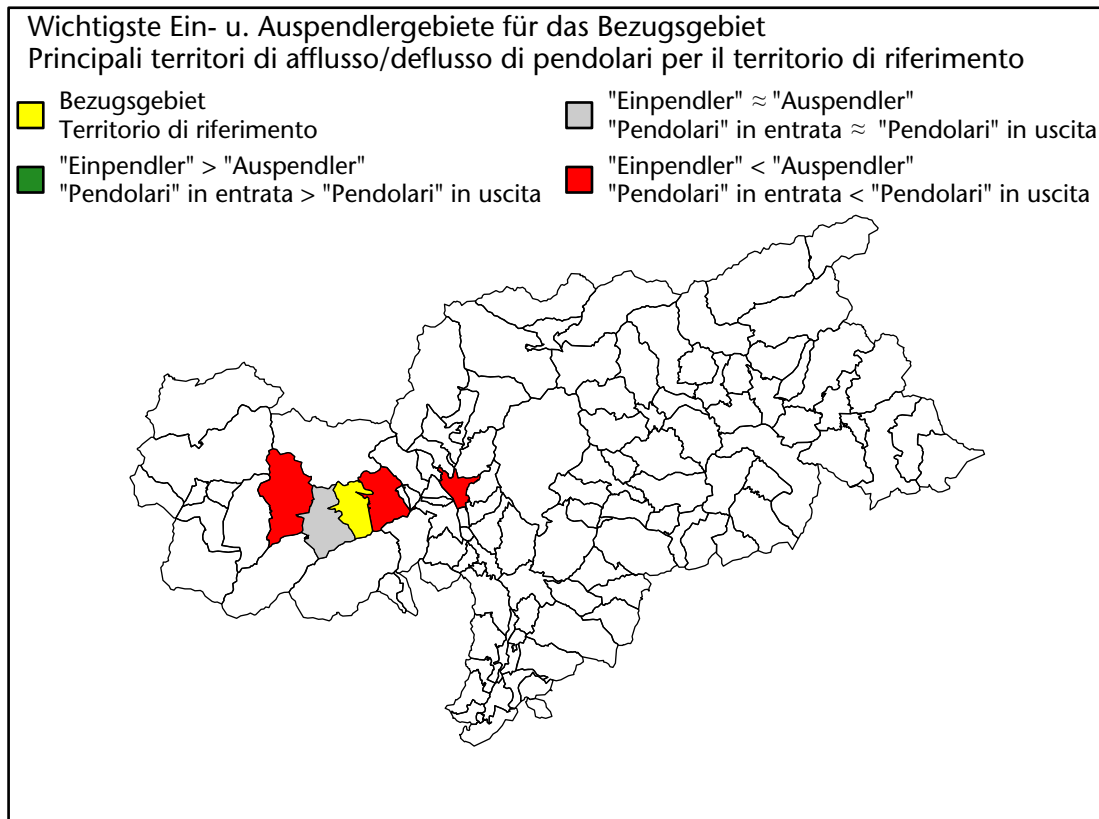 Wichtigste Ein- u. Auspendlergebiete für das Bezugsgebiet
Principali territori di afflusso/deflusso di pendolari per il territorio di riferimento
Bezugsgebiet
Territorio di riferimento
"Einpendler" > "Auspendler"
"Pendolari" in entrata > "Pendolari" in uscita
"Einpendler" ≈ "Auspendler"
"Pendolari" in entrata ≈ "Pendolari" in uscita
"Einpendler" < "Auspendler"
"Pendolari" in entrata < "Pendolari" in uscita